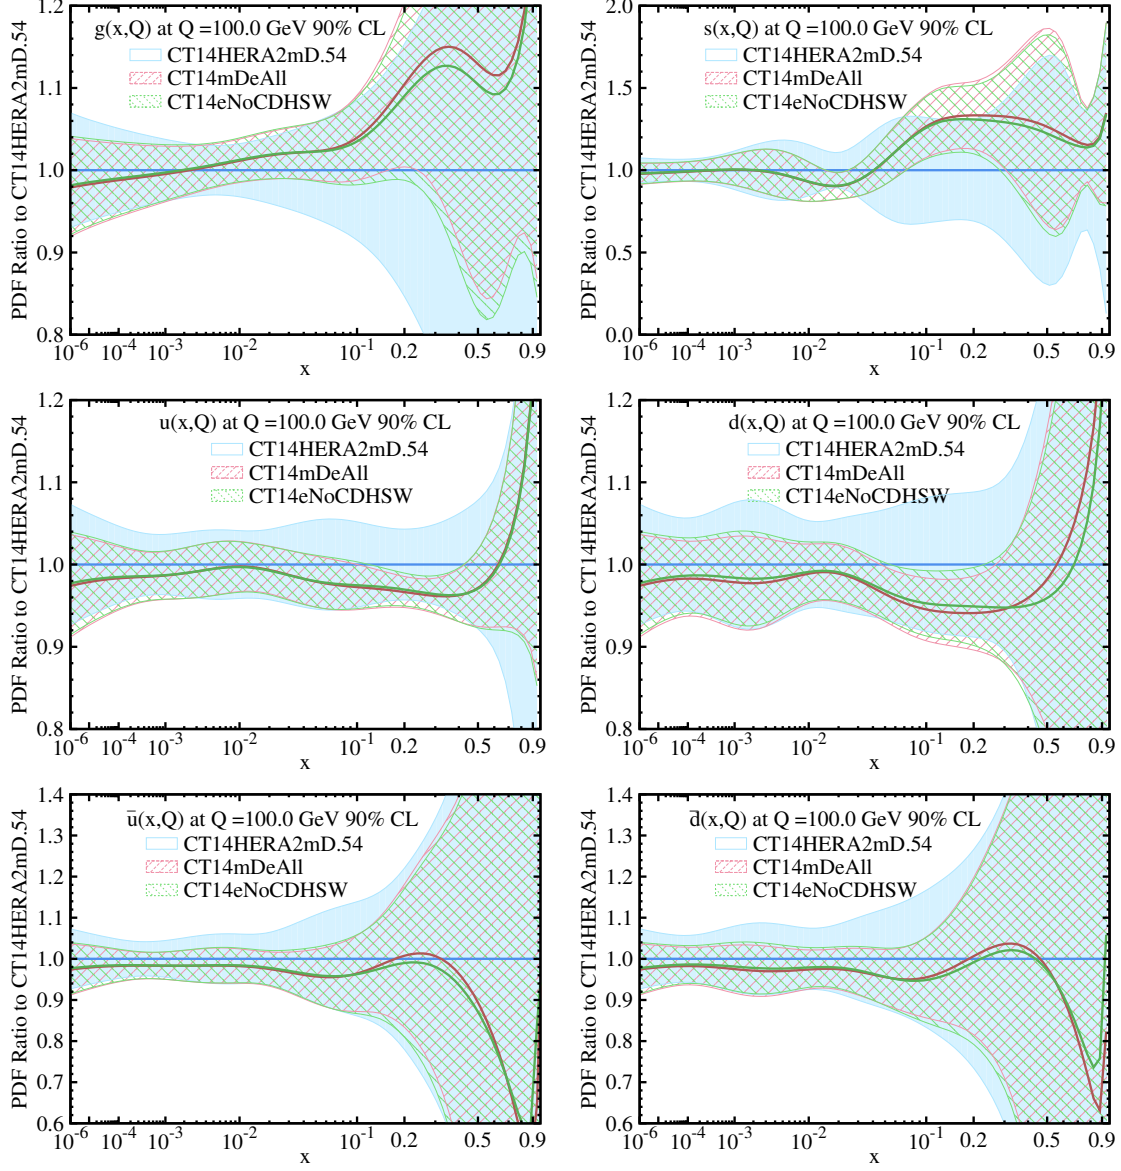 g(x,Q) at Q =100.0 GeV 90% CL
CT14HERA2mD.54
CT14mDeAll
CT14eNoCDHSW
PDF Ratio to CT14HERA2mD.54
1.2
1.1
1.0
0.9
0.8
10⁻⁶ 10⁻⁴ 10⁻³ 10⁻² 10⁻¹ 0.2 0.5 0.9
x
s(x,Q) at Q =100.0 GeV 90% CL
CT14HERA2mD.54
CT14mDeAll
CT14eNoCDHSW
PDF Ratio to CT14HERA2mD.54
2.0
1.5
1.0
0.5
0.0
10⁻⁶ 10⁻⁴ 10⁻³ 10⁻² 10⁻¹ 0.2 0.5 0.9
x
u(x,Q) at Q =100.0 GeV 90% CL
CT14HERA2mD.54
CT14mDeAll
CT14eNoCDHSW
PDF Ratio to CT14HERA2mD.54
1.2
1.1
1.0
0.9
0.8
10⁻⁶ 10⁻⁴ 10⁻³ 10⁻² 10⁻¹ 0.2 0.5 0.9
x
d(x,Q) at Q =100.0 GeV 90% CL
CT14HERA2mD.54
CT14mDeAll
CT14eNoCDHSW
PDF Ratio to CT14HERA2mD.54
1.2
1.1
1.0
0.9
0.8
10⁻⁶ 10⁻⁴ 10⁻³ 10⁻² 10⁻¹ 0.2 0.5 0.9
x
u̅(x,Q) at Q =100.0 GeV 90% CL
CT14HERA2mD.54
CT14mDeAll
CT14eNoCDHSW
PDF Ratio to CT14HERA2mD.54
1.4
1.3
1.2
1.1
1.0
0.9
0.8
0.7
0.6
10⁻⁶ 10⁻⁴ 10⁻³ 10⁻² 10⁻¹ 0.2 0.5 0.9
x
d̅(x,Q) at Q =100.0 GeV 90% CL
CT14HERA2mD.54
CT14mDeAll
CT14eNoCDHSW
PDF Ratio to CT14HERA2mD.54
1.4
1.3
1.2
1.1
1.0
0.9
0.8
0.7
0.6
10⁻⁶ 10⁻⁴ 10⁻³ 10⁻² 10⁻¹ 0.2 0.5 0.9
x